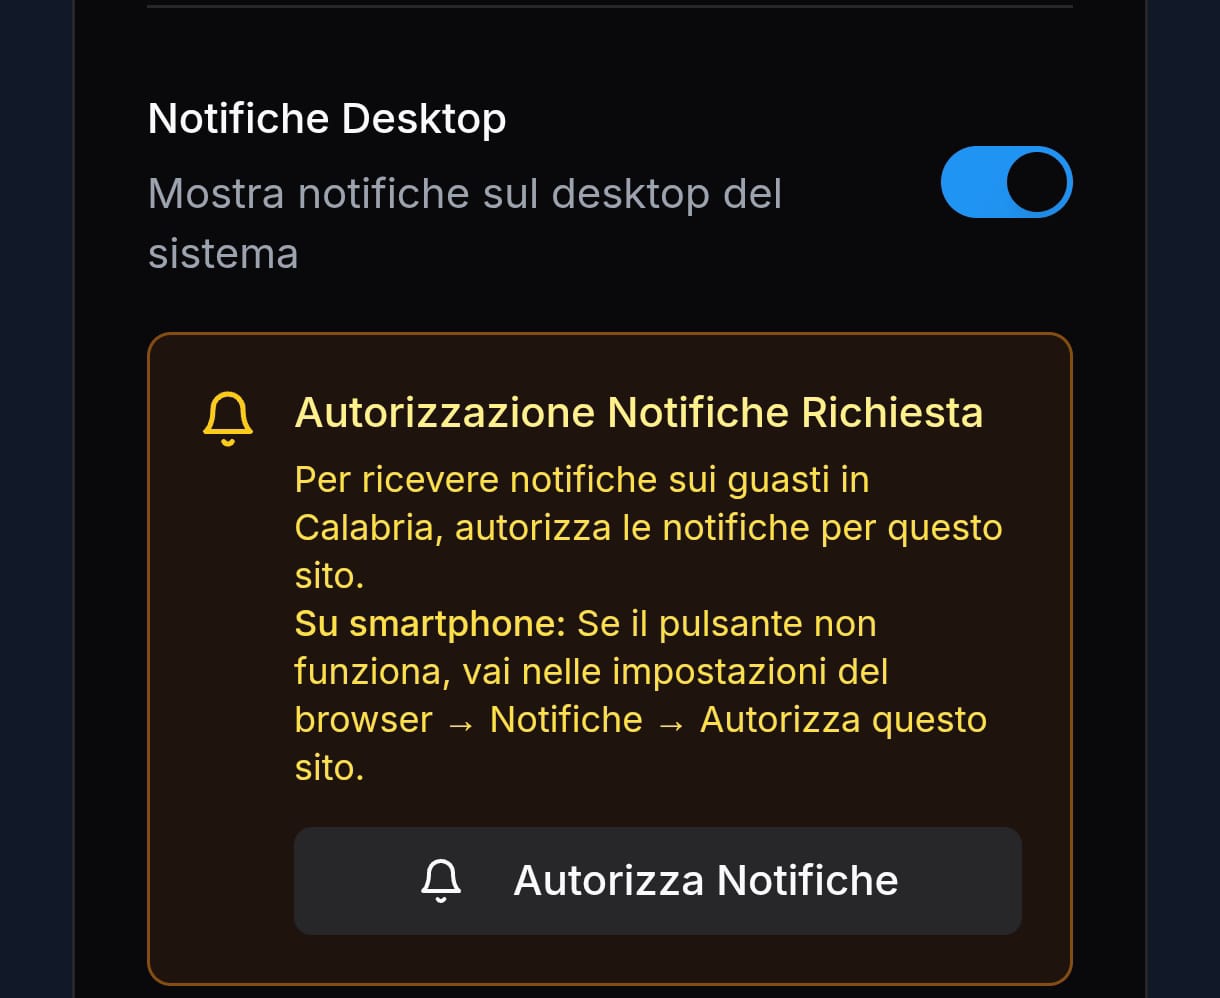 Notifiche Desktop
Mostra notifiche sul desktop del
sistema
Autorizzazione Notifiche Richiesta
Per ricevere notifiche sui guasti in
Calabria, autorizza le notifiche per questo
sito.
Su smartphone: Se il pulsante non
funziona, vai nelle impostazioni del
browser → Notifiche → Autorizza questo
sito.
Autorizza Notifiche